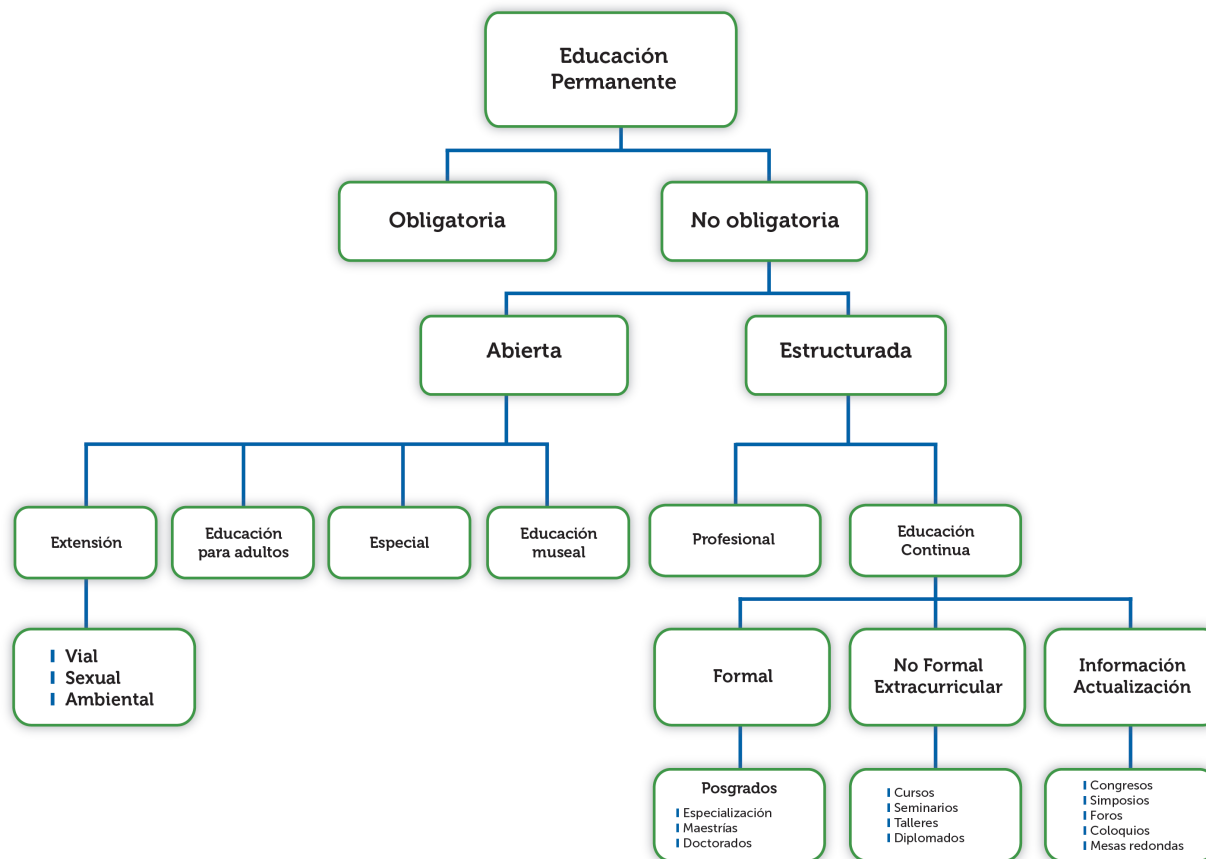 Educación
Permanente
Obligatoria
No obligatoria
Abierta
Estructurada
Extensión
Educación
para adultos
Especial
Educación
museal
Profesional
Educación
Continua
Vial
Sexual
Ambiental
Formal
No Formal
Extracurricular
Información
Actualización
Posgrados
Especialización
Maestrías
Doctorados
Cursos
Seminarios
Talleres
Diplomados
Congresos
Simposios
Foros
Coloquios
Mesas redondas